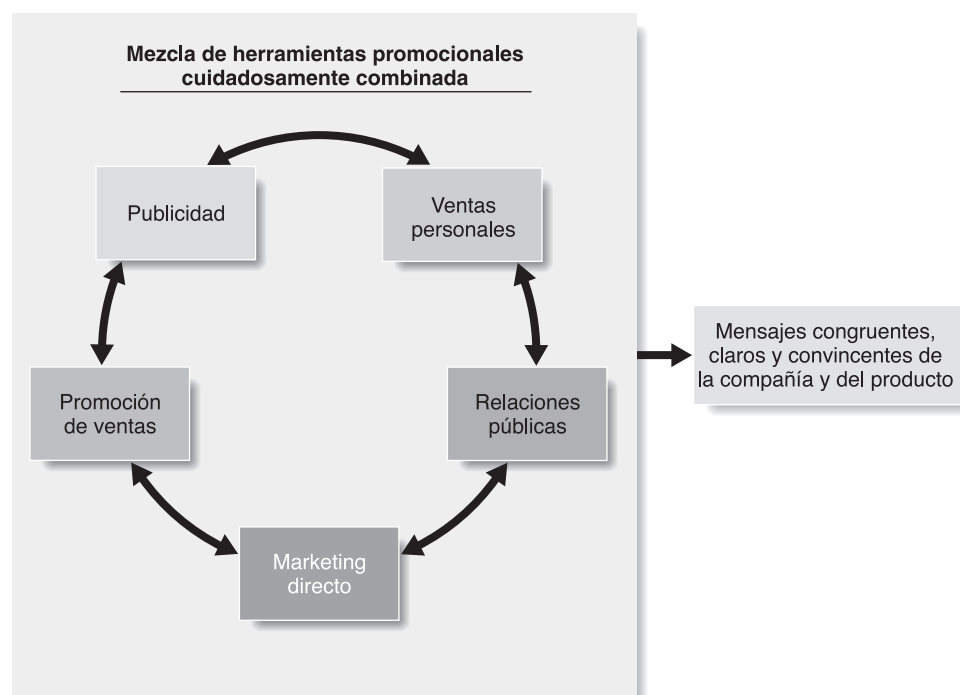 Mezcla de herramientas promocionales
cuidadosamente combinada
Publicidad
Ventas
personales
Promoción
de ventas
Relaciones
públicas
Marketing
directo
Mensajes congruentes,
claros y convincentes de
la compañía y del producto